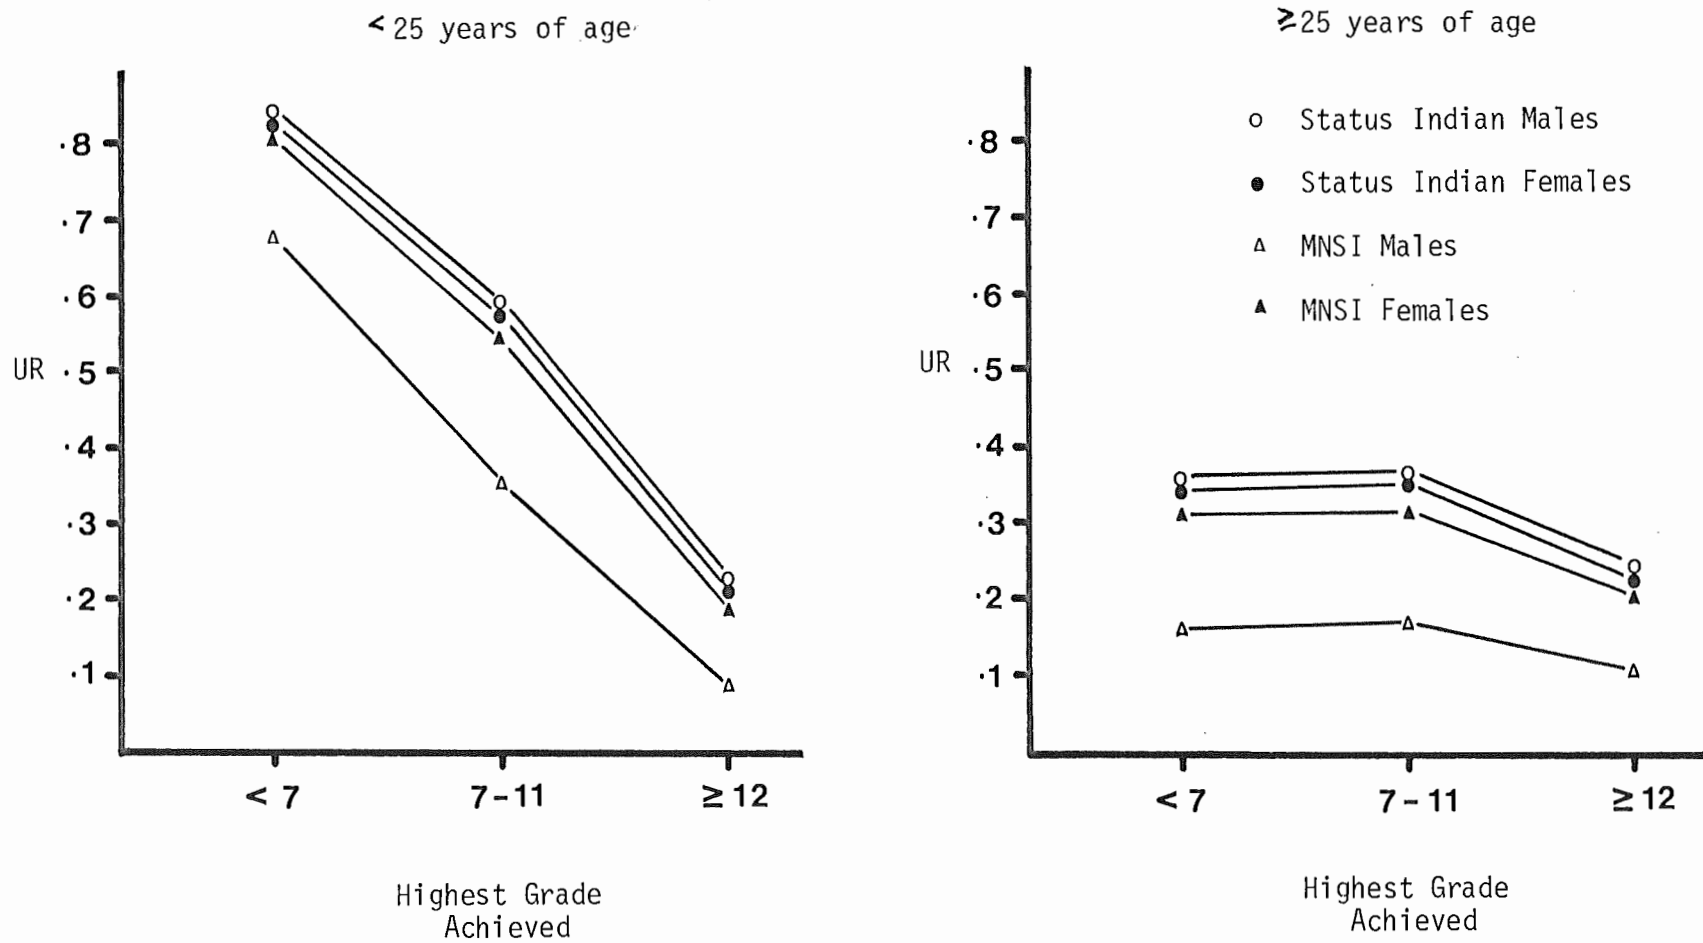 < 25 years of age
.8
.7
.6
UR .5
.4
.3
.2
.1
< 7 7-11 ≥ 12
Highest Grade
Achieved
≥25 years of age
o Status Indian Males
● Status Indian Females
△ MNSI Males
▲ MNSI Females
.8
.7
.6
UR .5
.4
.3
.2
.1
< 7 7-11 ≥ 12
Highest Grade
Achieved